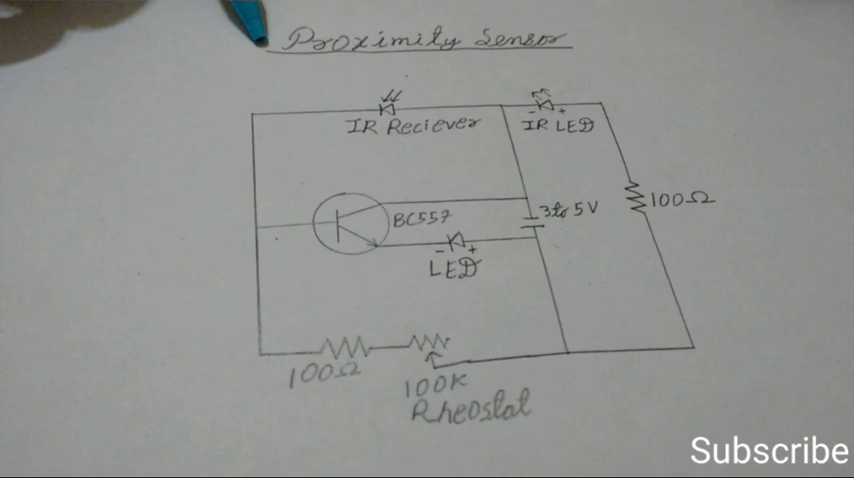 Proximity Sensor
IR Reciever
IR LED
- +
BC557
3 to 5 V
100Ω
- +
LED
100Ω
100K
Rheostat
Subscribe